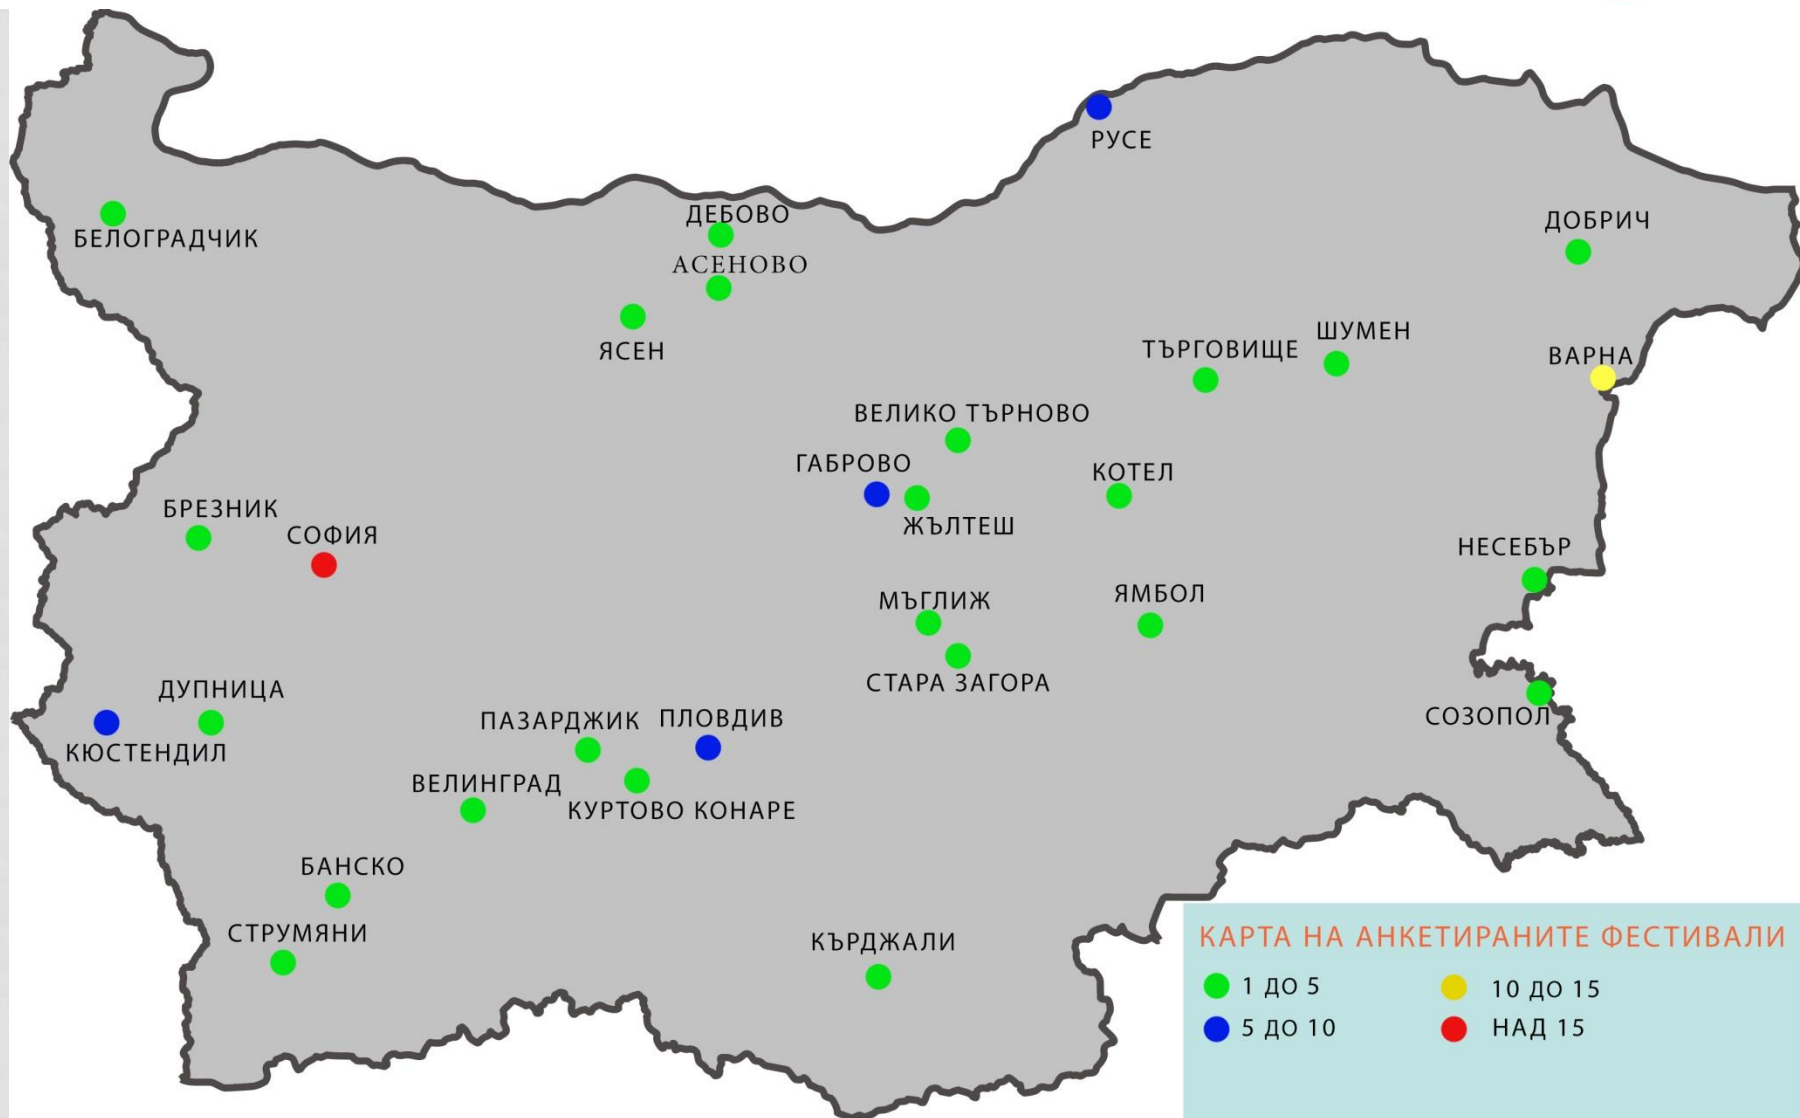 РУСЕ
ДЕБОВО
ДОБРИЧ
БЕЛОГРАДЧИК
АСЕНОВО
ШУМЕН
ЯСЕН
ТЪРГОВИЩЕ
ВАРНА
ВЕЛИКО ТЪРНОВО
ГАБРОВО
КОТЕЛ
БРЕЗНИК
ЖЪЛТЕШ
СОФИЯ
НЕСЕБЪР
МЪГЛИЖ
ЯМБОЛ
СТАРА ЗАГОРА
ДУПНИЦА
ПАЗАРДЖИК
ПЛОВДИВ
СОЗОПОЛ
КЮСТЕНДИЛ
ВЕЛИНГРАД
КУРТОВО КОНАРЕ
БАНСКО
СТРУМЯНИ
КЪРДЖАЛИ
КАРТА НА АНКЕТИРАНИТЕ ФЕСТИВАЛИ
1 ДО 5
10 ДО 15
5 ДО 10
НАД 15